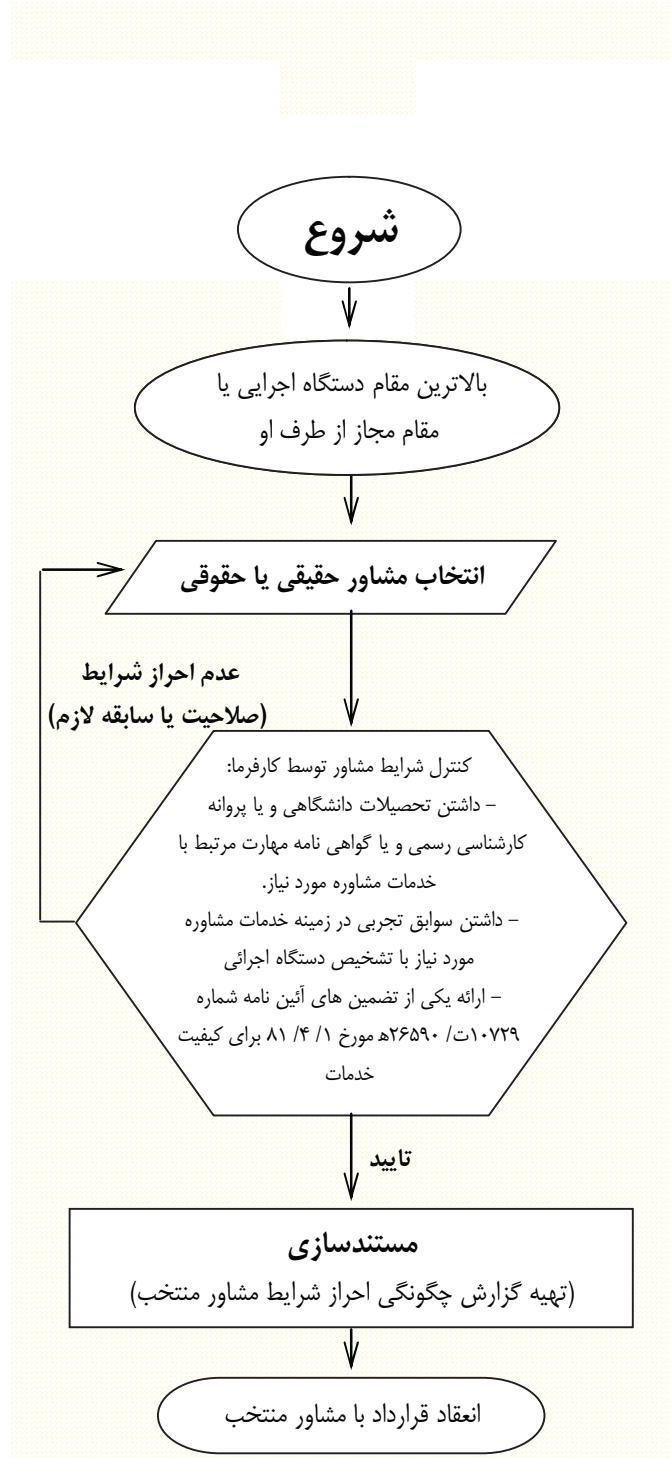 شروع
بالاترین مقام دستگاه اجرایی یا
مقام مجاز از طرف او
انتخاب مشاور حقیقی یا حقوقی
عدم احراز شرایط
(صلاحیت یا سابقه لازم)
کنترل شرایط مشاور توسط کارفرما:
- داشتن تحصیلات دانشگاهی و یا پروانه
کارشناسی رسمی و یا گواهی نامه مهارت مرتبط با
خدمات مشاوره مورد نیاز.
- داشتن سوابق تجربی در زمینه خدمات مشاوره
مورد نیاز با تشخیص دستگاه اجرائی
- ارائه یکی از تضمین های آئین نامه شماره
۱۰۷۲۹ت/ ۲۶۵۹۰ه مورخ ۱/ ۴/ ۸۱ برای کیفیت
خدمات
تایید
مستندسازی
(تهیه گزارش چگونگی احراز شرایط مشاور منتخب)
انعقاد قرارداد با مشاور منتخب